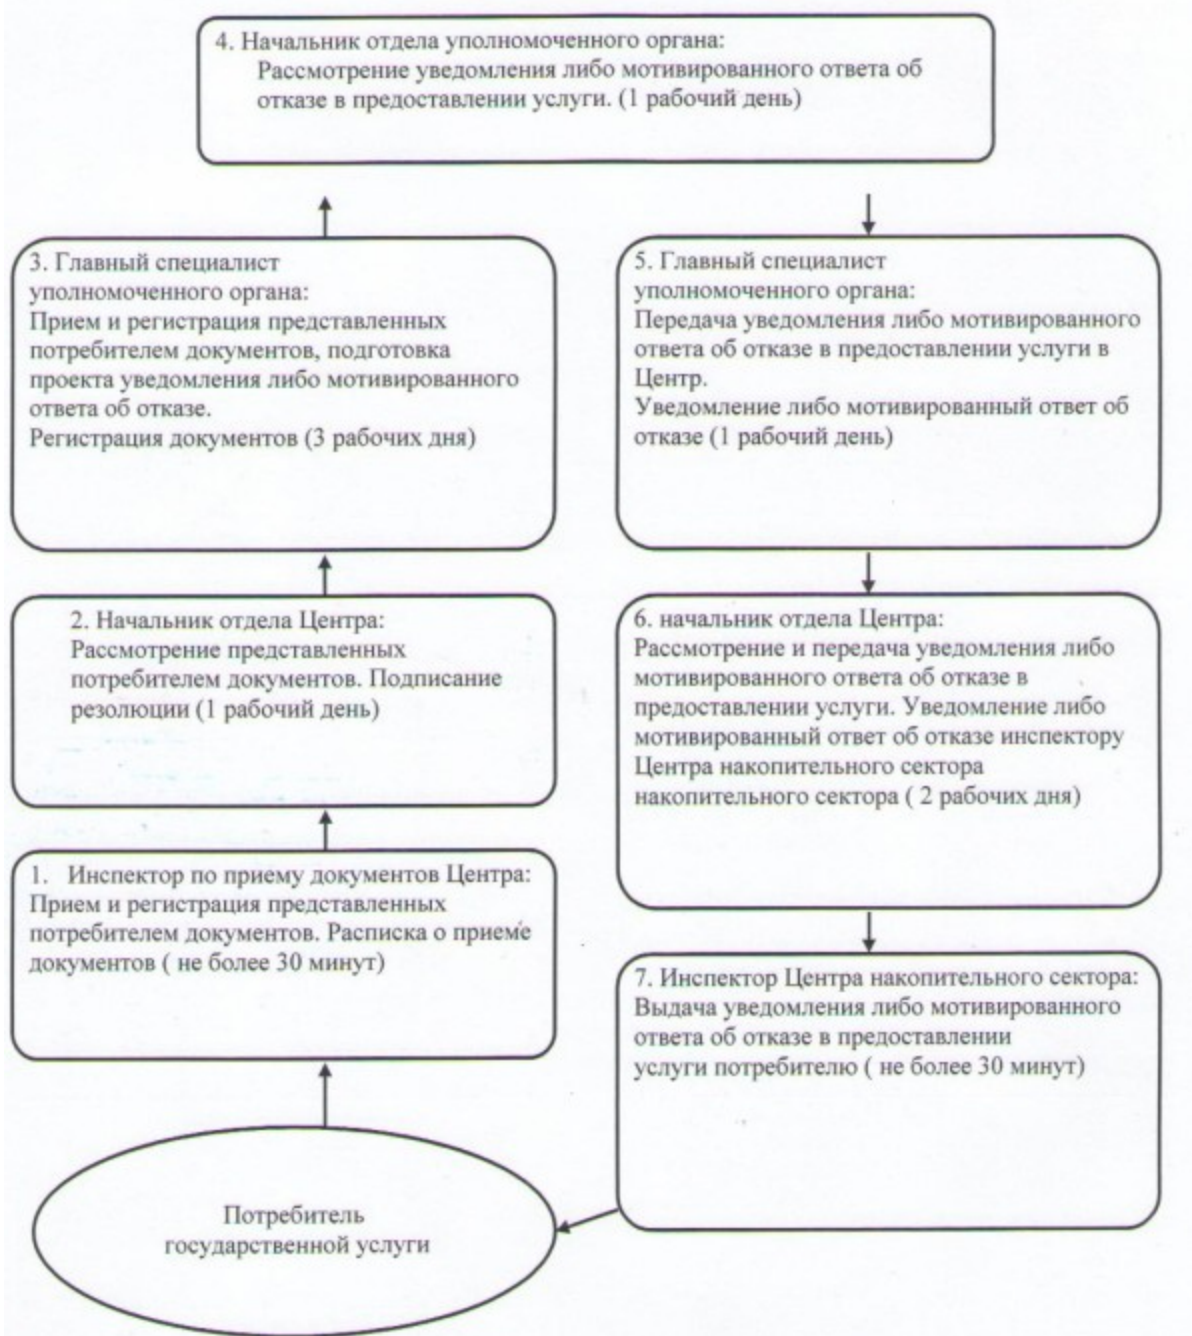 4. Начальник отдела уполномоченного органа:
Рассмотрение уведомления либо мотивированного ответа об
отказе в предоставлении услуги. (1 рабочий день)
3. Главный специалист
уполномоченного органа:
Прием и регистрация представленных
потребителем документов, подготовка
проекта уведомления либо мотивированного
ответа об отказе.
Регистрация документов (3 рабочих дня)
5. Главный специалист
уполномоченного органа:
Передача уведомления либо мотивированного
ответа об отказе в предоставлении услуги в
Центр.
Уведомление либо мотивированный ответ об
отказе (1 рабочий день)
2. Начальник отдела Центра:
Рассмотрение представленных
потребителем документов. Подписание
резолюции (1 рабочий день)
6. начальник отдела Центра:
Рассмотрение и передача уведомления либо
мотивированного ответа об отказе в
предоставлении услуги. Уведомление либо
мотивированный ответ об отказе инспектору
Центра накопительного сектора
накопительного сектора ( 2 рабочих дня)
1. Инспектор по приему документов Центра:
Прием и регистрация представленных
потребителем документов. Расписка о приеме
документов ( не более 30 минут)
7. Инспектор Центра накопительного сектора:
Выдача уведомления либо мотивированного
ответа об отказе в предоставлении
услуги потребителю ( не более 30 минут)
Потребитель
государственной услуги